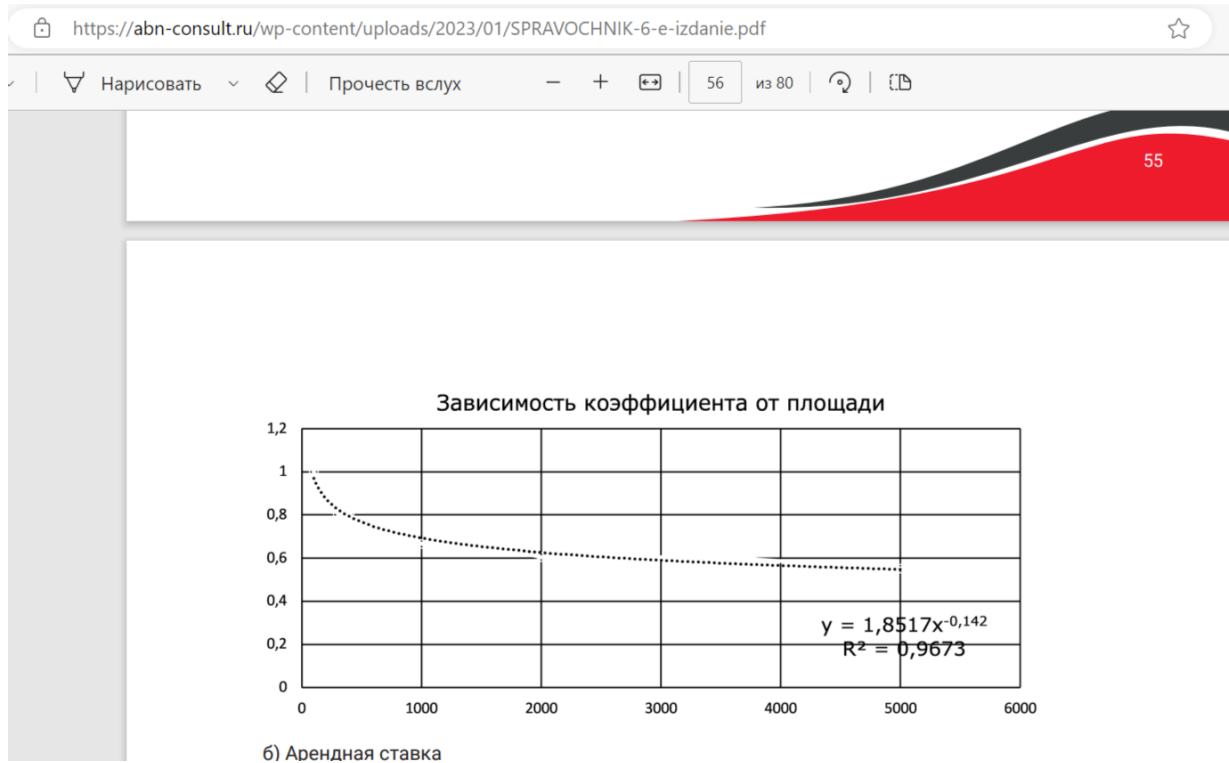 https://abn-consult.ru/wp-content/uploads/2023/01/SPRAVOCHNIK-6-e-izdanie.pdf
Нарисовать Прочесть вслух 56 из 80
55
Зависимость коэффициента от площади
1,2
1
0,8
0,6
0,4
0,2
0
y = 1,8517x^-0,142
R² = 0,9673
0 1000 2000 3000 4000 5000 6000
б) Арендная ставка